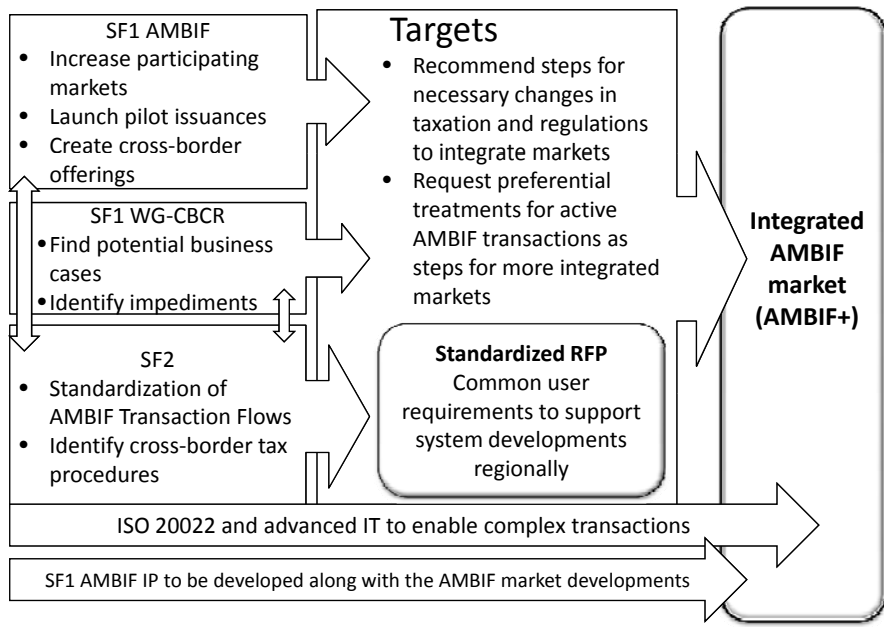 SF1 AMBIF
• Increase participating
markets
• Launch pilot issuances
• Create cross-border
offerings
SF1 WG-CBCR
•Find potential business
cases
•Identify impediments
SF2
• Standardization of
AMBIF Transaction Flows
• Identify cross-border tax
procedures
Targets
• Recommend steps for
necessary changes in
taxation and regulations
to integrate markets
• Request preferential
treatments for active
AMBIF transactions as
steps for more integrated
markets
Standardized RFP
Common user
requirements to support
system developments
regionally
Integrated
AMBIF
market
(AMBIF+)
ISO 20022 and advanced IT to enable complex transactions
SF1 AMBIF IP to be developed along with the AMBIF market developments